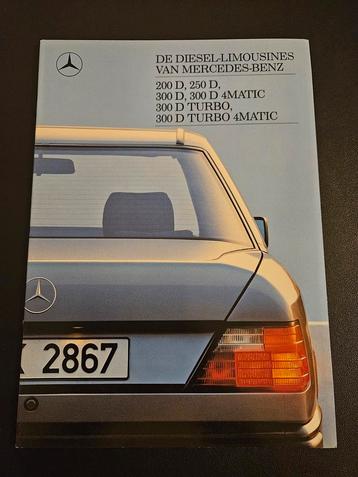 DE DIESEL-LIMOUSINES
VAN MERCEDES-BENZ
200 D, 250 D,
300 D, 300 D 4MATIC
300 D TURBO,
300 D TURBO 4MATIC
K 2867